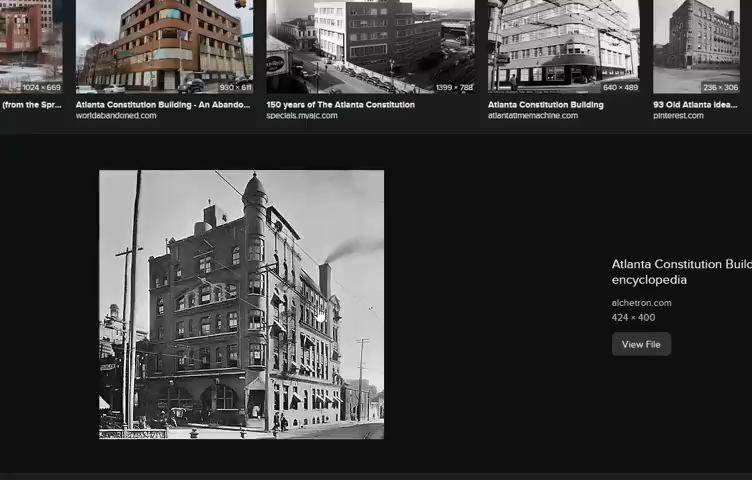 1024 × 669
930 × 611
1399 × 788
640 × 489
236 × 306
(from the Spr...
Atlanta Constitution Building - An Abando...
150 years of The Atlanta Constitution
Atlanta Constitution Building
93 Old Atlanta idea...
worldabandoned.com
specials.myajc.com
atlantatimemachine.com
pinterest.com
Atlanta Constitution Build
encyclopedia
alchetron.com
424 × 400
View File